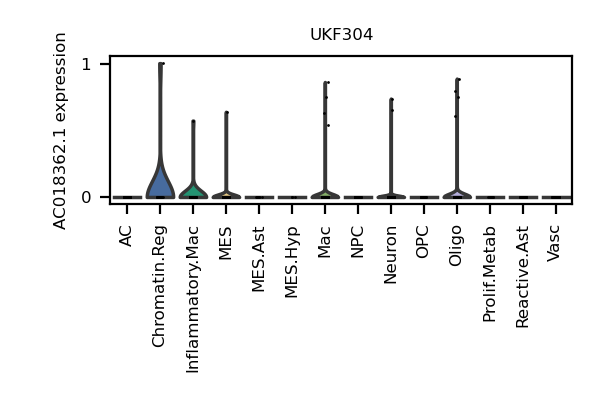 UKF304
AC018362.1 expression
1
0
AC
Chromatin.Reg
Inflammatory.Mac
MES
MES.Ast
MES.Hyp
Mac
NPC
Neuron
OPC
Oligo
Prolif.Metab
Reactive.Ast
Vasc